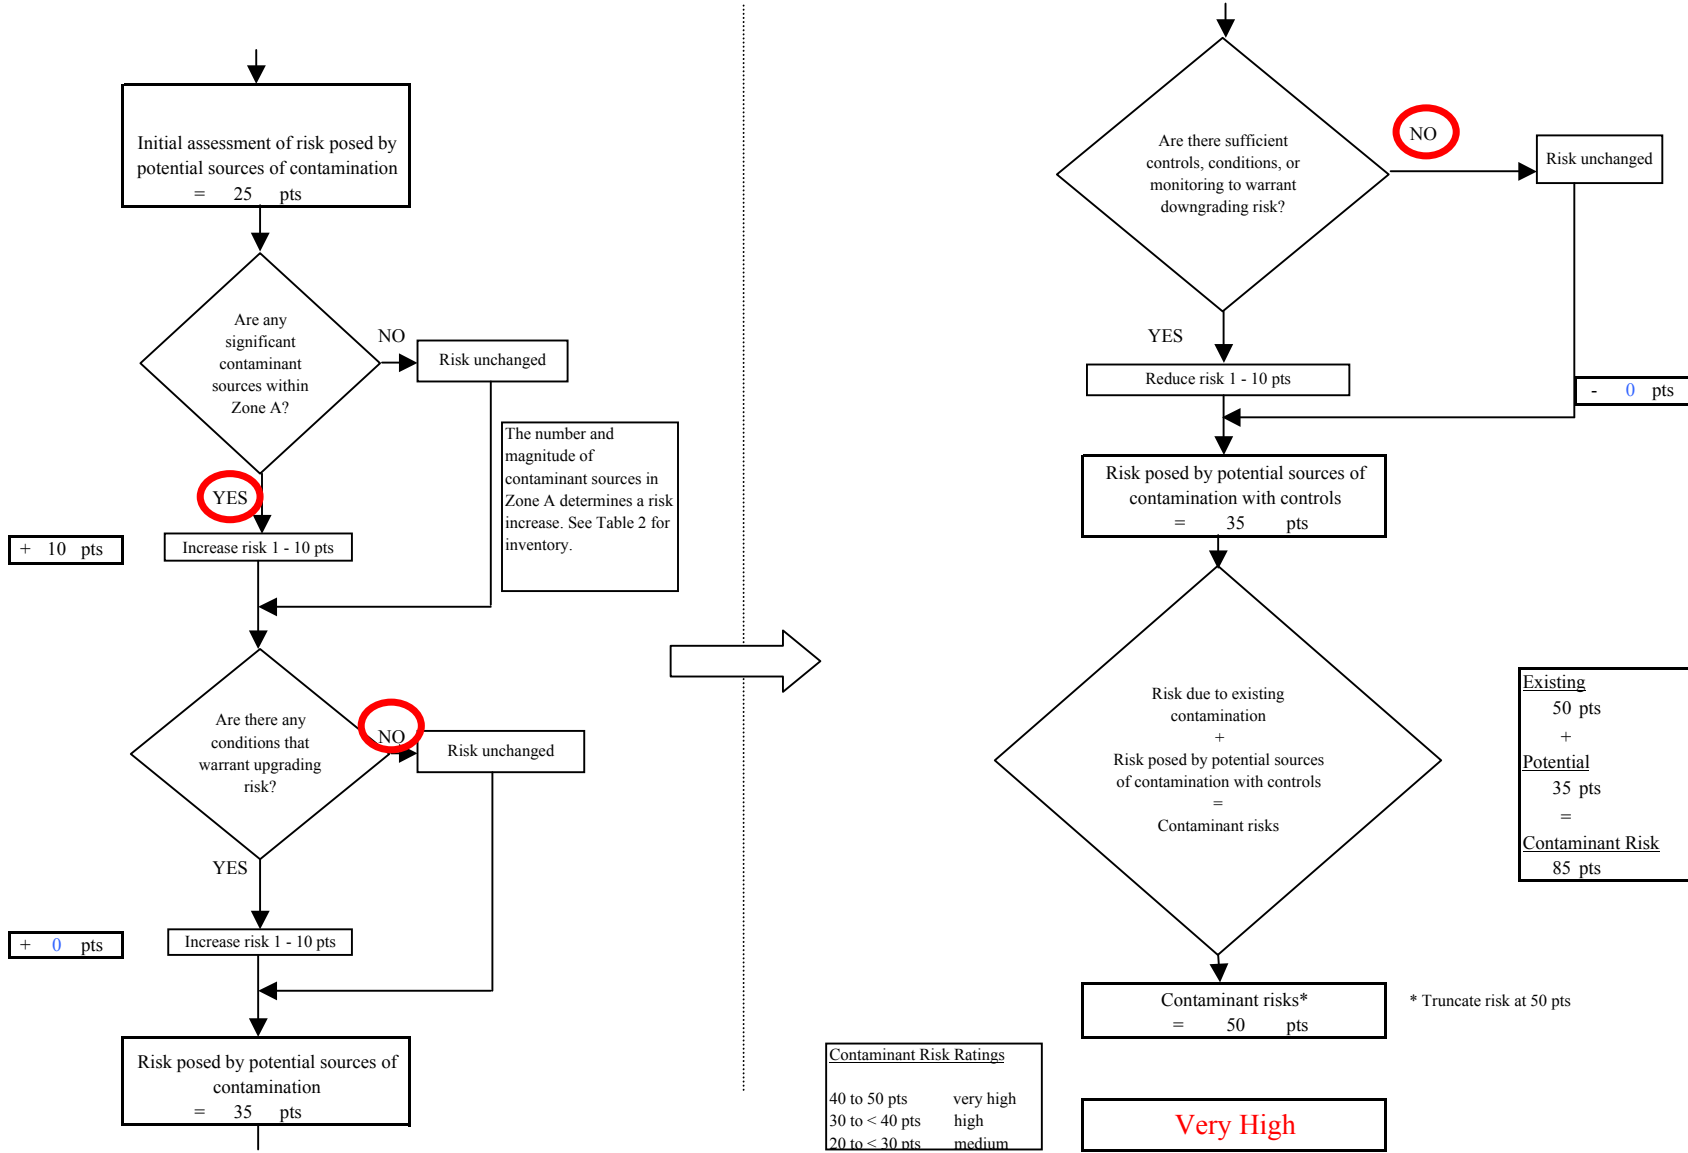 Initial assessment of risk posed by
potential sources of contamination
= 25 pts
Are any
significant
contaminant
sources within
Zone A?
NO
Risk unchanged
The number and
magnitude of
contaminant sources in
Zone A determines a risk
increase. See Table 2 for
inventory.
YES
+ 10 pts
Increase risk 1 - 10 pts
Are there any
conditions that
warrant upgrading
risk?
NO
Risk unchanged
YES
+ 0 pts
Increase risk 1 - 10 pts
Risk posed by potential sources of
contamination
= 35 pts
Are there sufficient
controls, conditions, or
monitoring to warrant
downgrading risk?
NO
Risk unchanged
YES
Reduce risk 1 - 10 pts
- 0 pts
Risk posed by potential sources of
contamination with controls
= 35 pts
Risk due to existing
contamination
+
Risk posed by potential sources
of contamination with controls
=
Contaminant risks
Existing
50 pts
+
Potential
35 pts
=
Contaminant Risk
85 pts
Contaminant risks*
= 50 pts
* Truncate risk at 50 pts
Contaminant Risk Ratings
40 to 50 pts very high
30 to < 40 pts high
20 to < 30 pts medium
Very High